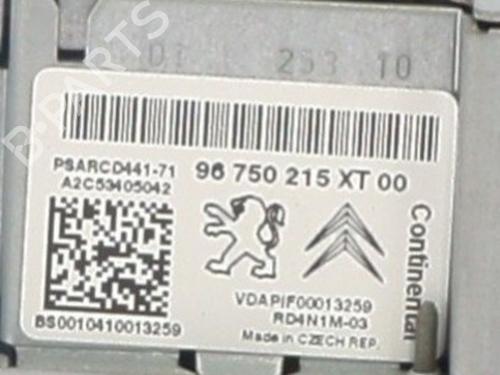 DI 253 10
PSARCD441-71
A2C53405042
96 750 215 XT 00
Continental
VDAPIF00013259
RD4N1M-03
Made in CZECH REP.
BS0010410013259
B-PARTS